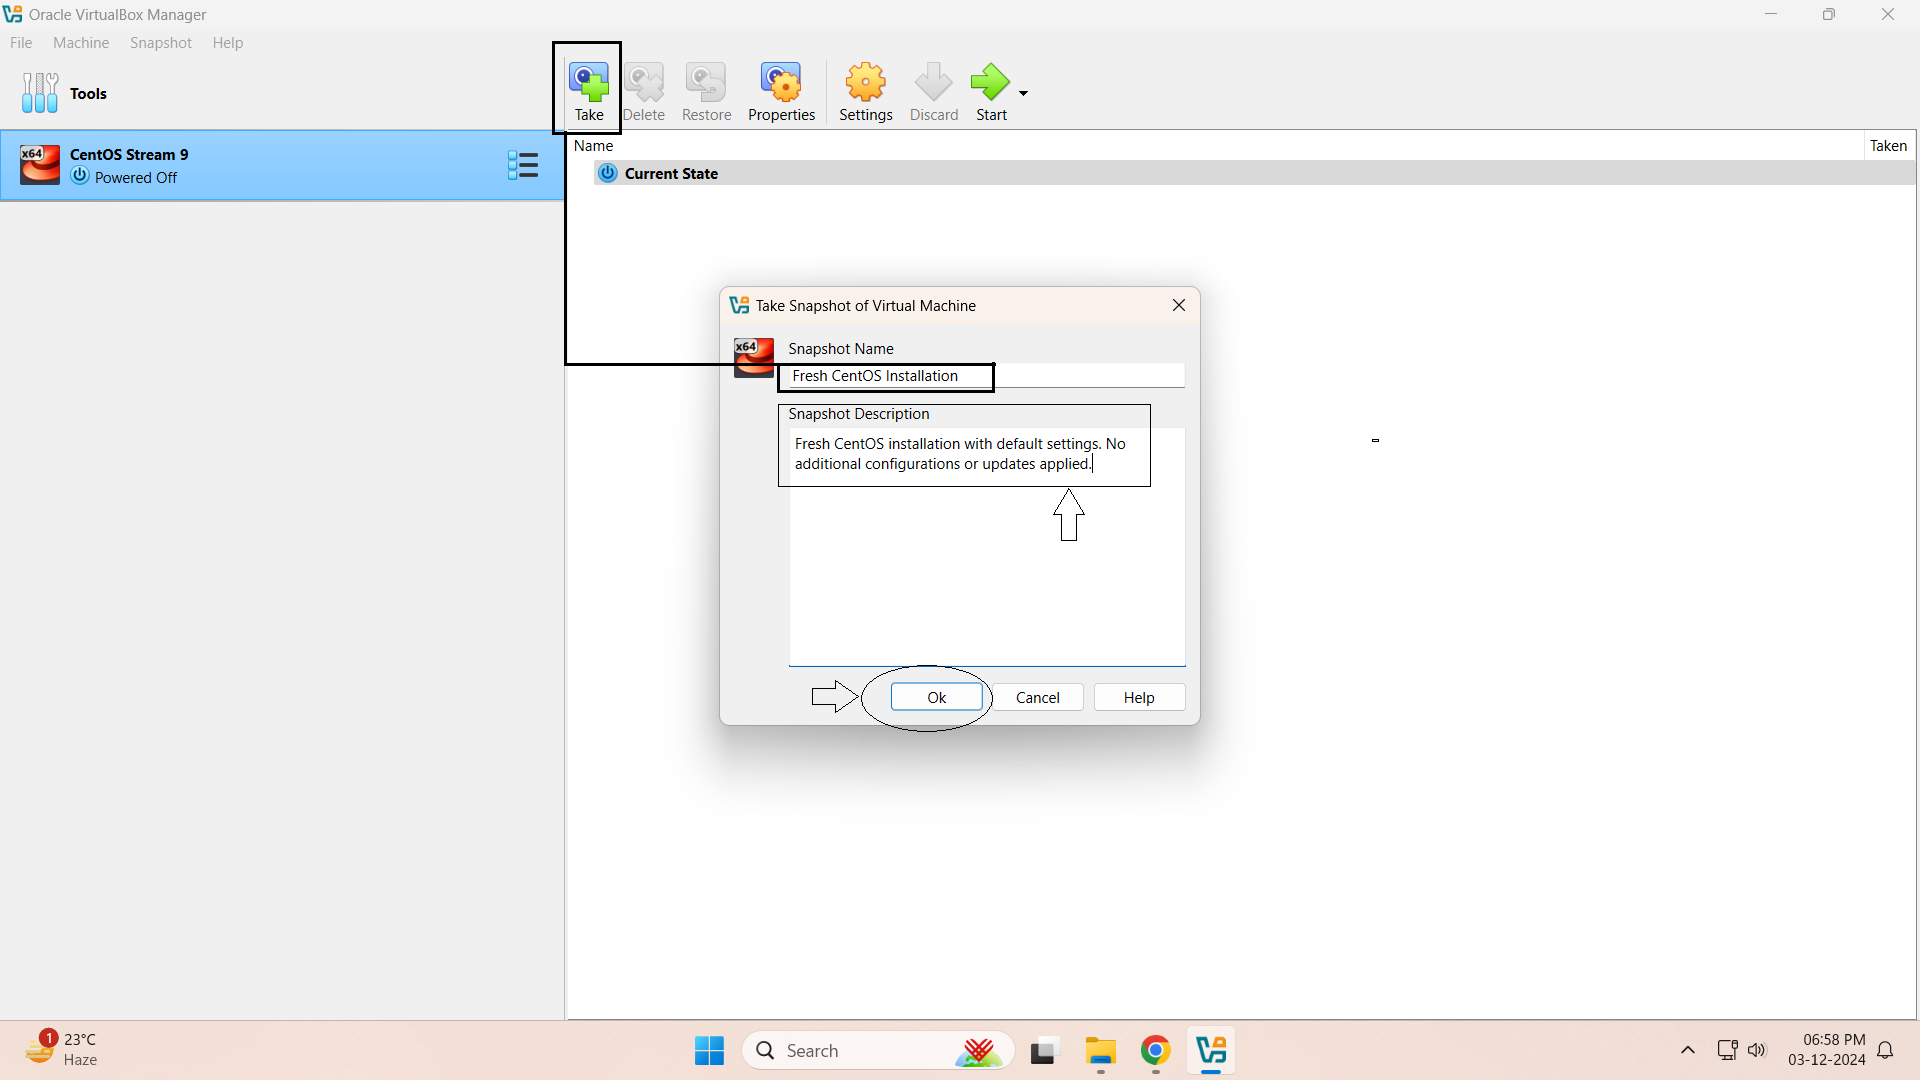 Oracle VirtualBox Manager
File Machine Snapshot Help
Tools
Take Delete Restore Properties Settings Discard Start
x64
CentOS Stream 9
Powered Off
Name Taken
Current State
Take Snapshot of Virtual Machine
x64
Snapshot Name
Fresh CentOS Installation
Snapshot Description
Fresh CentOS installation with default settings. No
additional configurations or updates applied.
Ok Cancel Help
1
23°C
Haze
Search
06:58 PM
03-12-2024